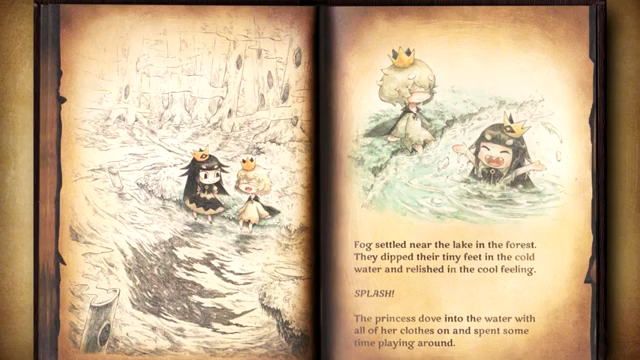 Fog settled near the lake in the forest.
They dipped their tiny feet in the cold
water and relished in the cool feeling.
SPLASH!
The princess dove into the water with
all of her clothes on and spent some
time playing around.